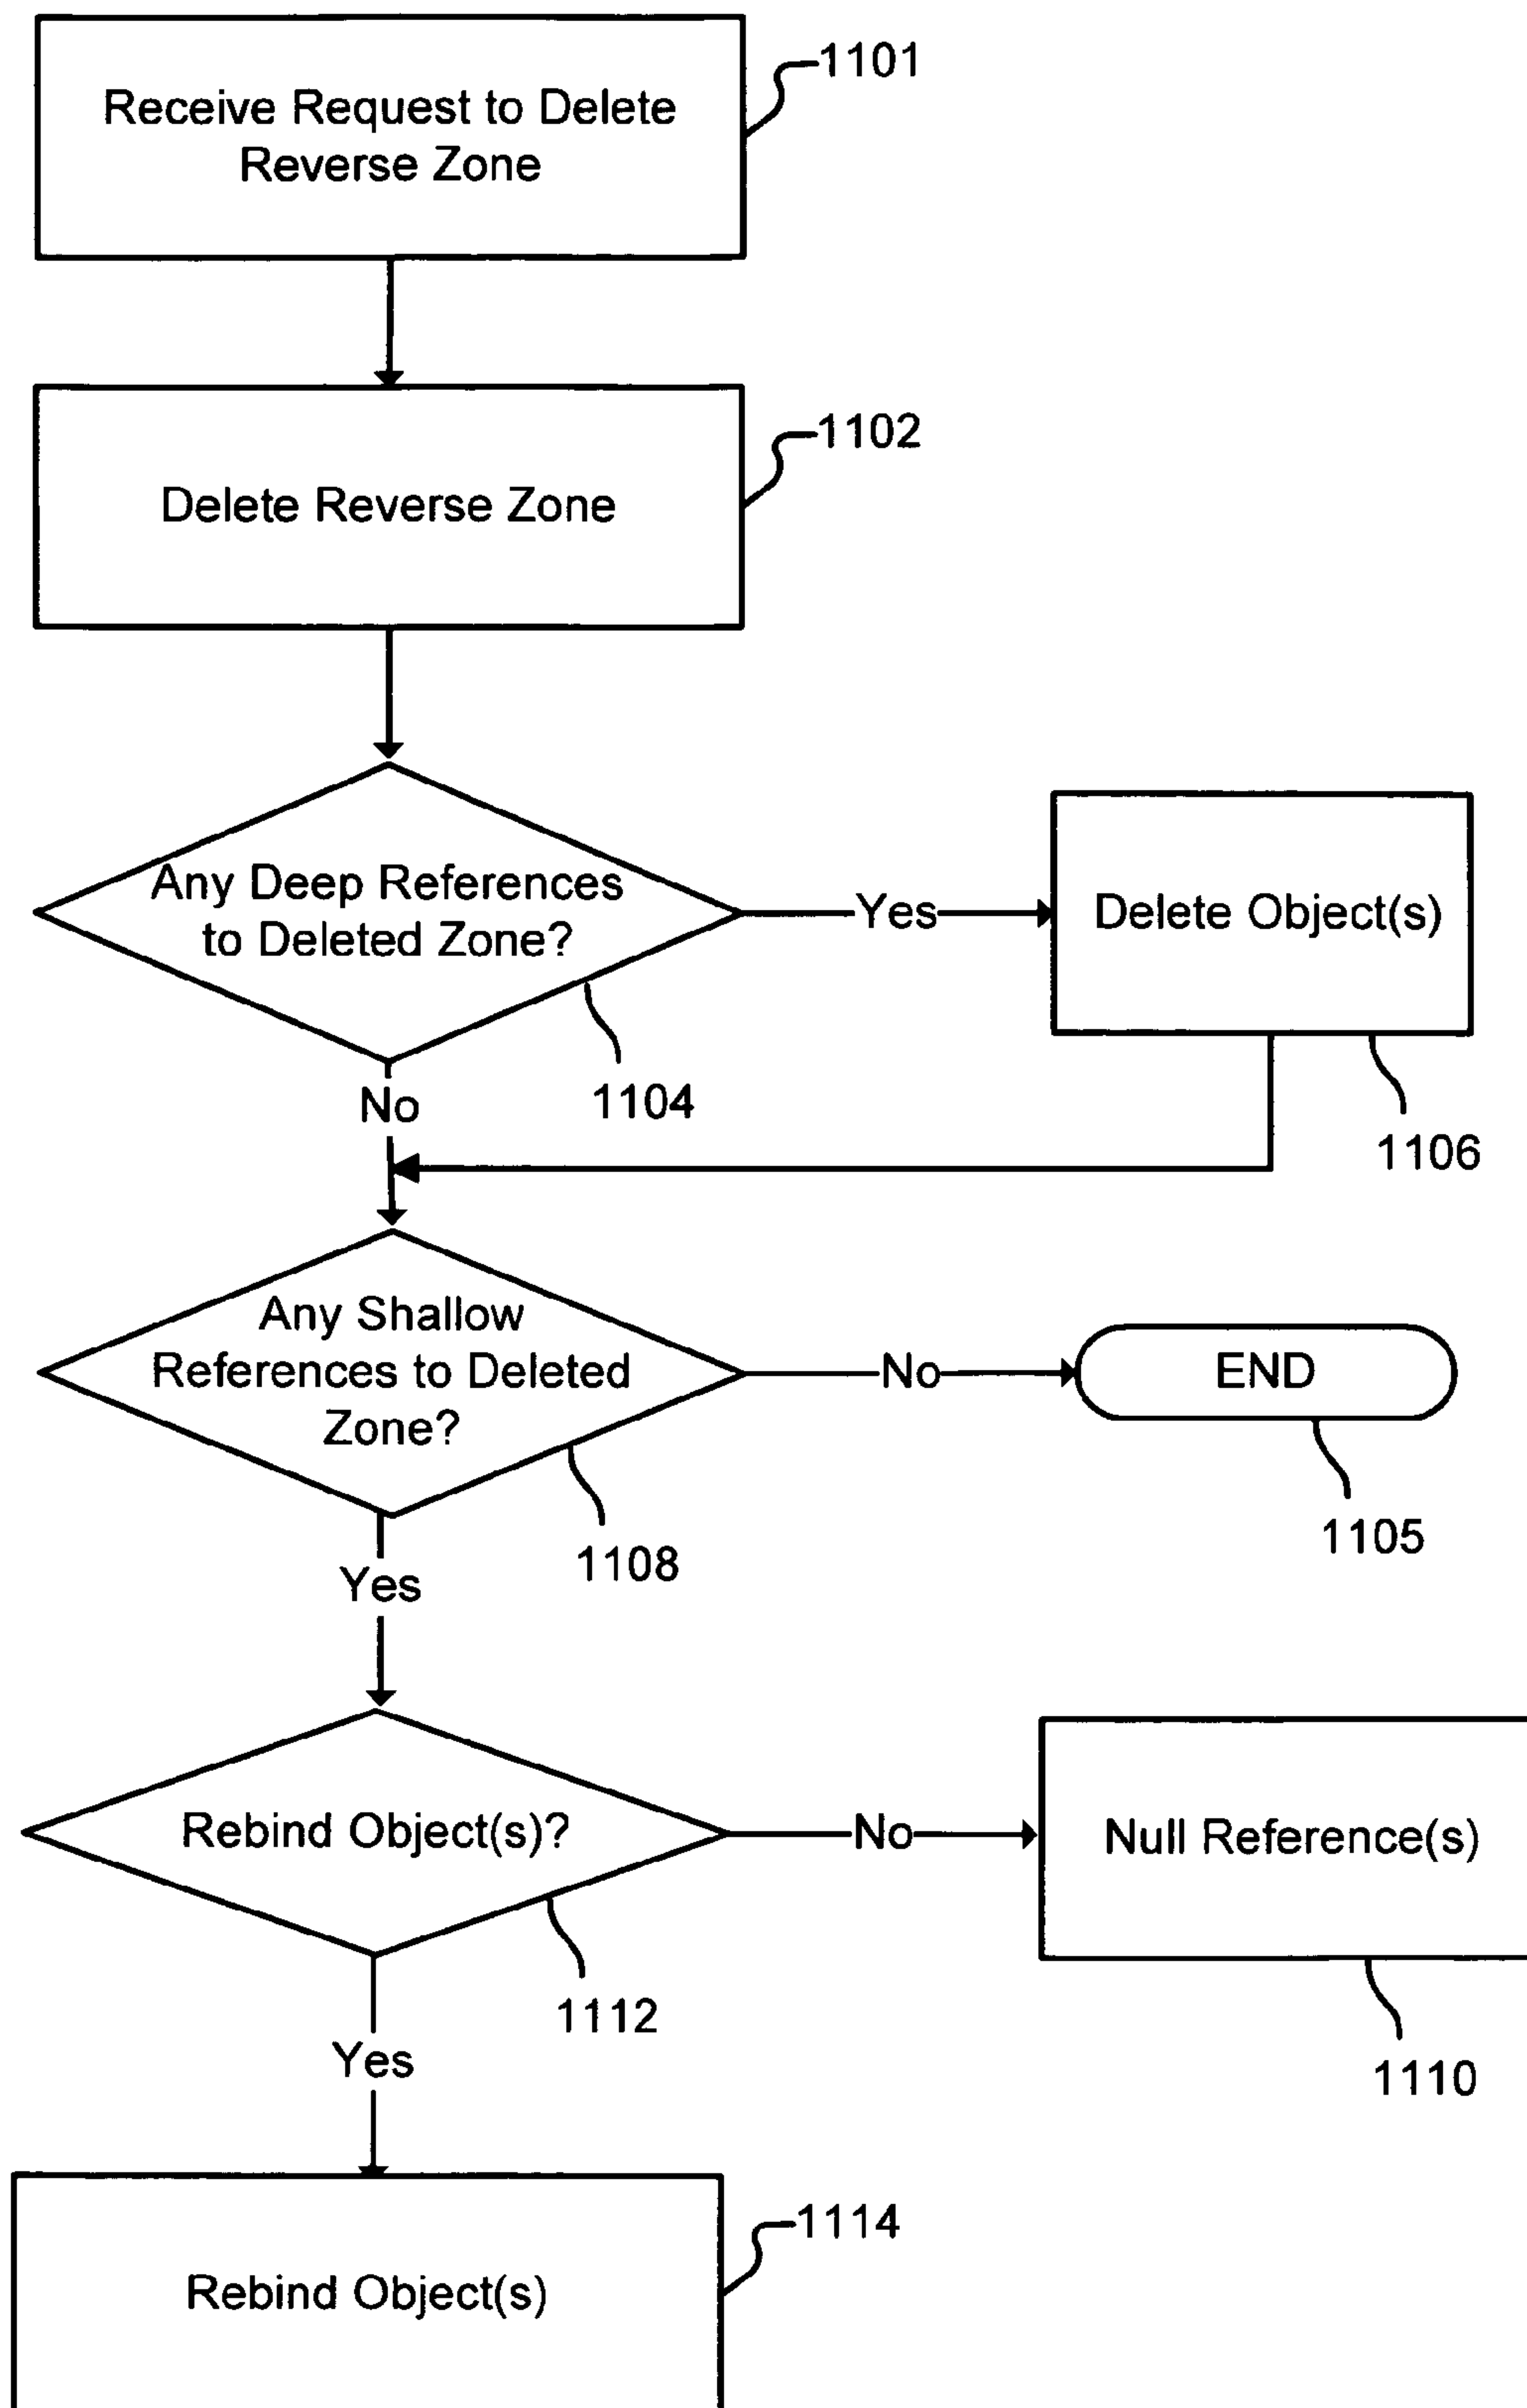 Receive Request to Delete
Reverse Zone
1101
Delete Reverse Zone
1102
Any Deep References
to Deleted Zone?
1104
Yes
Delete Object(s)
1106
No
Any Shallow
References to Deleted
Zone?
1108
No
END
1105
Yes
Rebind Object(s)?
1112
No
Null Reference(s)
1110
Yes
Rebind Object(s)
1114